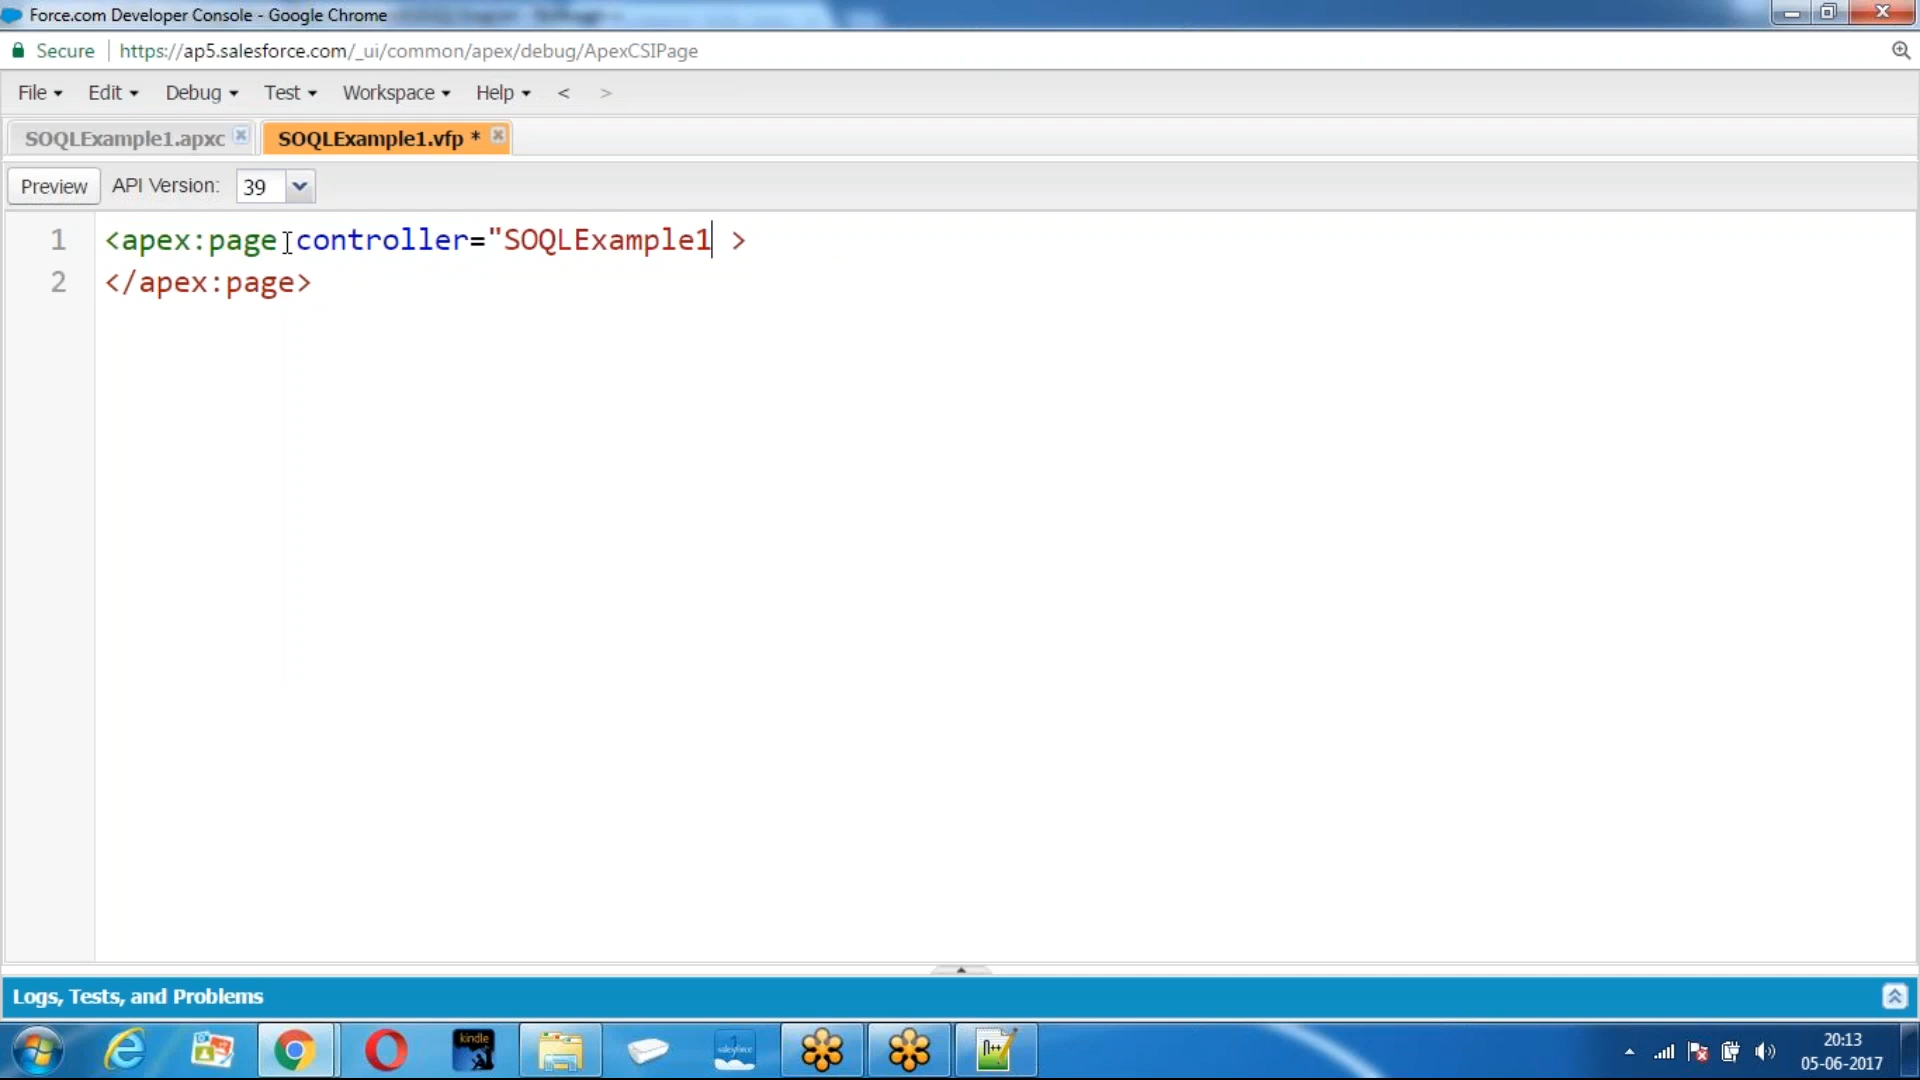 Force.com Developer Console - Google Chrome
Secure https://ap5.salesforce.com/_ui/common/apex/debug/ApexCSIPage
File Edit Debug Test Workspace Help < >
SOQLExample1.apxc SOQLExample1.vfp *
Preview API Version: 39
1 <apex:page controller="SOQLExample1 >
2 </apex:page>
Logs, Tests, and Problems
kindle
salesforce
n++
20:13
05-06-2017